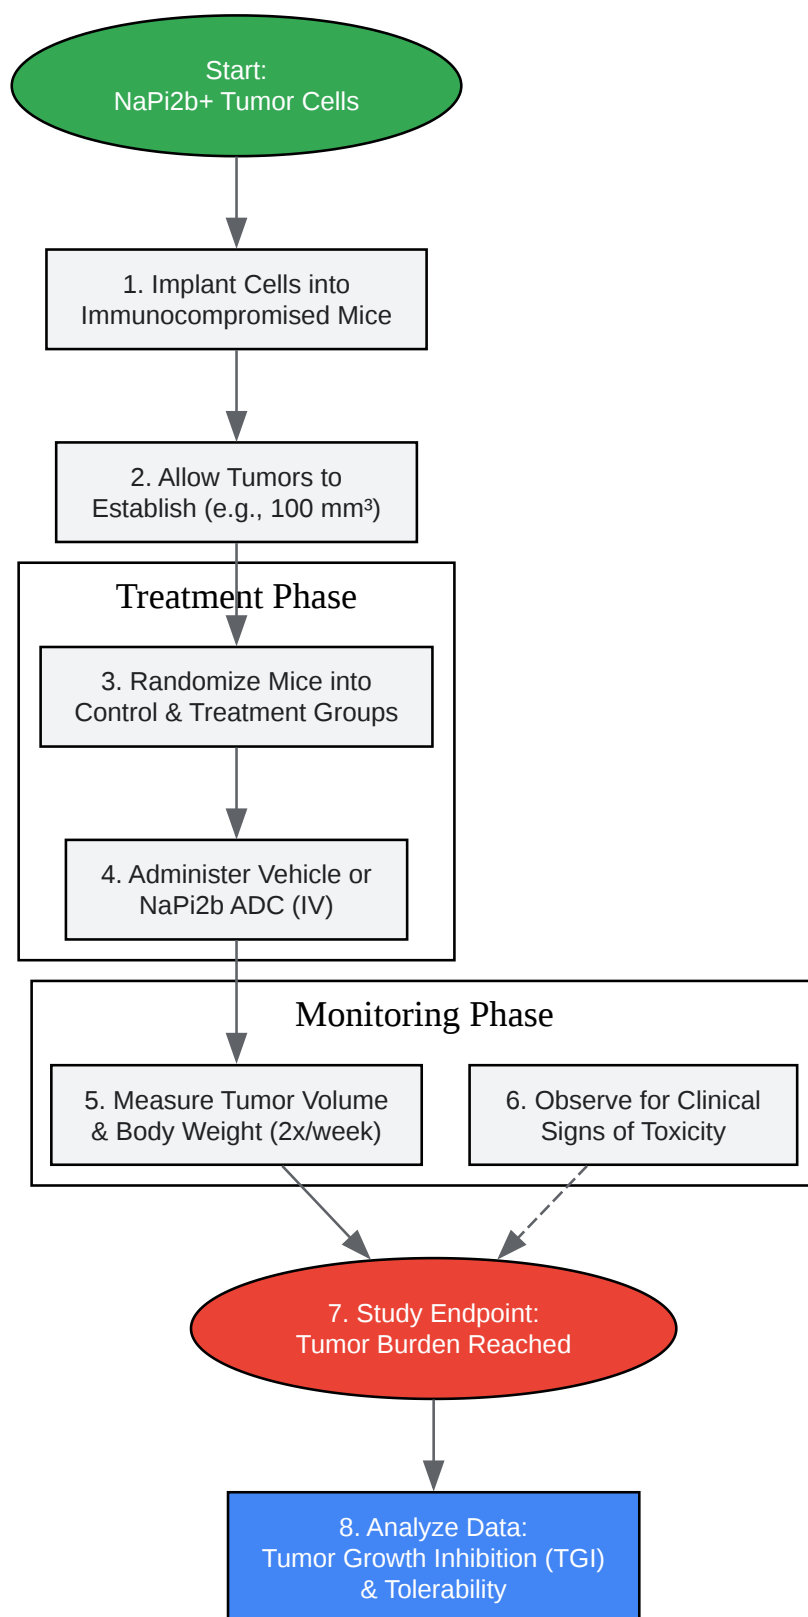 Start:
NaPi2b+ Tumor Cells
1. Implant Cells into
Immunocompromised Mice
2. Allow Tumors to
Establish (e.g., 100 mm³)
Treatment Phase
3. Randomize Mice into
Control & Treatment Groups
4. Administer Vehicle or
NaPi2b ADC (IV)
Monitoring Phase
5. Measure Tumor Volume
& Body Weight (2x/week)
6. Observe for Clinical
Signs of Toxicity
7. Study Endpoint:
Tumor Burden Reached
8. Analyze Data:
Tumor Growth Inhibition (TGI)
& Tolerability